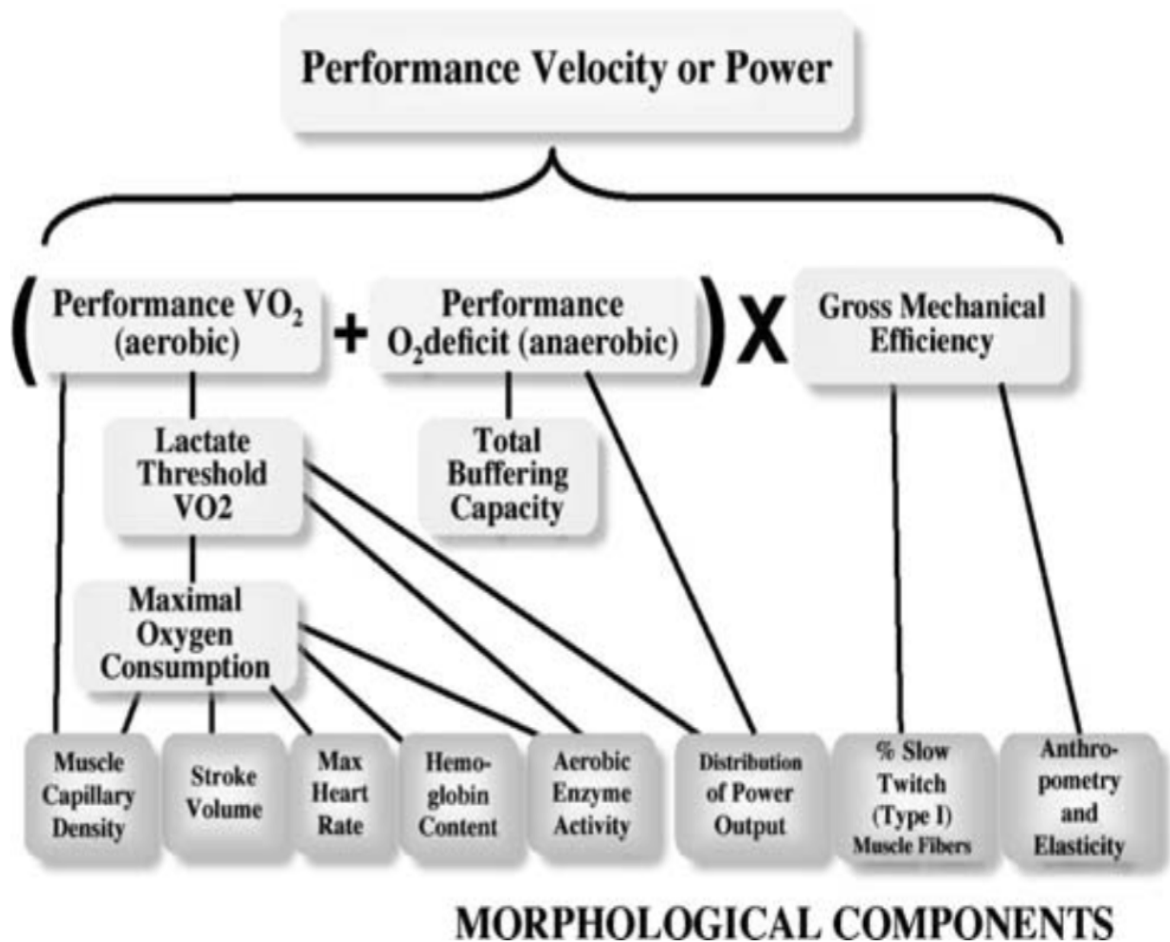 Performance Velocity or Power
( Performance VO₂
(aerobic)
+
Performance
O₂deficit (anaerobic) )
X
Gross Mechanical
Efficiency
Lactate
Threshold
VO2
Total
Buffering
Capacity
Maximal
Oxygen
Consumption
Muscle
Capillary
Density
Stroke
Volume
Max
Heart
Rate
Hemo-
globin
Content
Aerobic
Enzyme
Activity
Distribution
of Power
Output
% Slow
Twitch
(Type I)
Muscle Fibers
Anthro-
pometry
and
Elasticity
MORPHOLOGICAL COMPONENTS